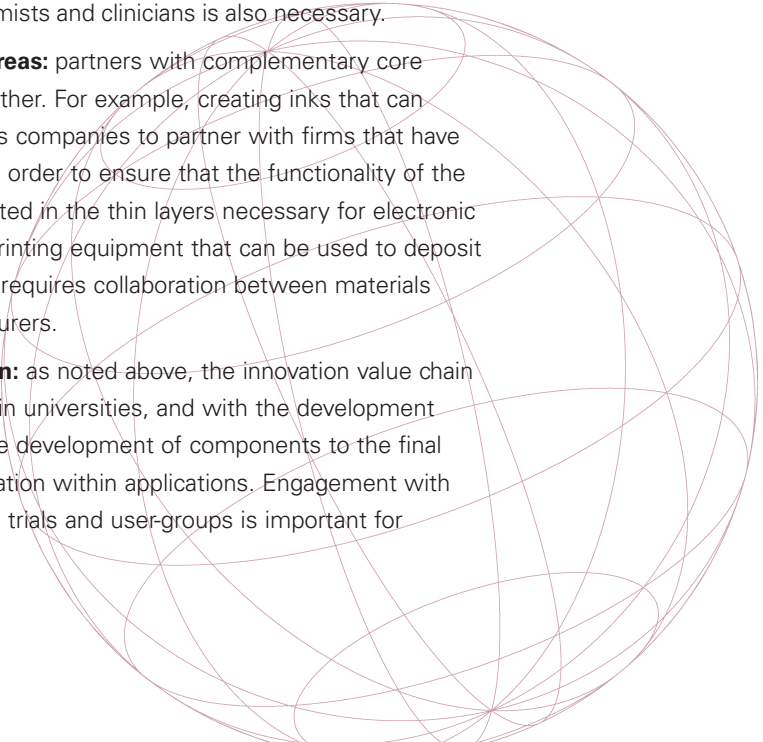 mists and clinicians is also necessary.
reas: partners with complementary core
ther. For example, creating inks that can
s companies to partner with firms that have
order to ensure that the functionality of the
ted in the thin layers necessary for electronic
rinting equipment that can be used to deposit
requires collaboration between materials
urers.
n: as noted above, the innovation value chain
in universities, and with the development
e development of components to the final
ation within applications. Engagement with
trials and user-groups is important for